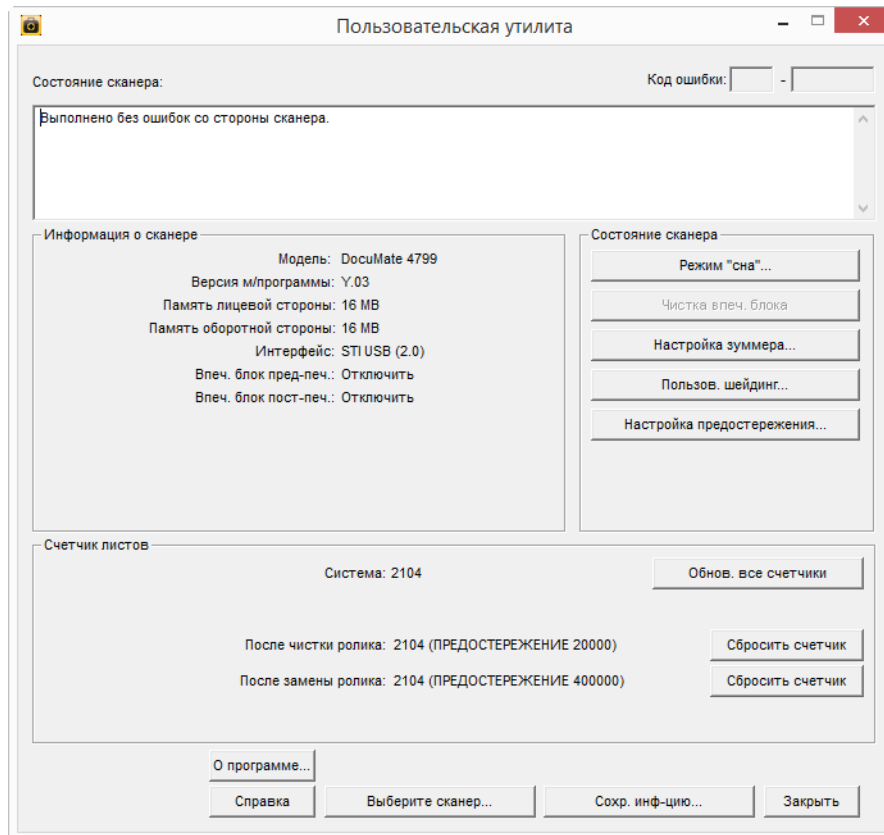 Пользовательская утилита
Состояние сканера:
Код ошибки: -
Выполнено без ошибок со стороны сканера.
Информация о сканере
Модель: DocuMate 4799
Версия м/программы: Y.03
Память лицевой стороны: 16 MB
Память оборотной стороны: 16 MB
Интерфейс: STI USB (2.0)
Впеч. блок пред-печ.: Отключить
Впеч. блок пост-печ.: Отключить
Состояние сканера
Режим "сна"...
Чистка впеч. блока
Настройка зуммера...
Пользов. шейдинг...
Настройка предостережения...
Счетчик листов
Система: 2104
Обнов. все счетчики
После чистки ролика: 2104 (ПРЕДОСТЕРЕЖЕНИЕ 20000)
Сбросить счетчик
После замены ролика: 2104 (ПРЕДОСТЕРЕЖЕНИЕ 400000)
Сбросить счетчик
О программе...
Справка
Выберите сканер...
Сохр. инф-цию...
Закрыть